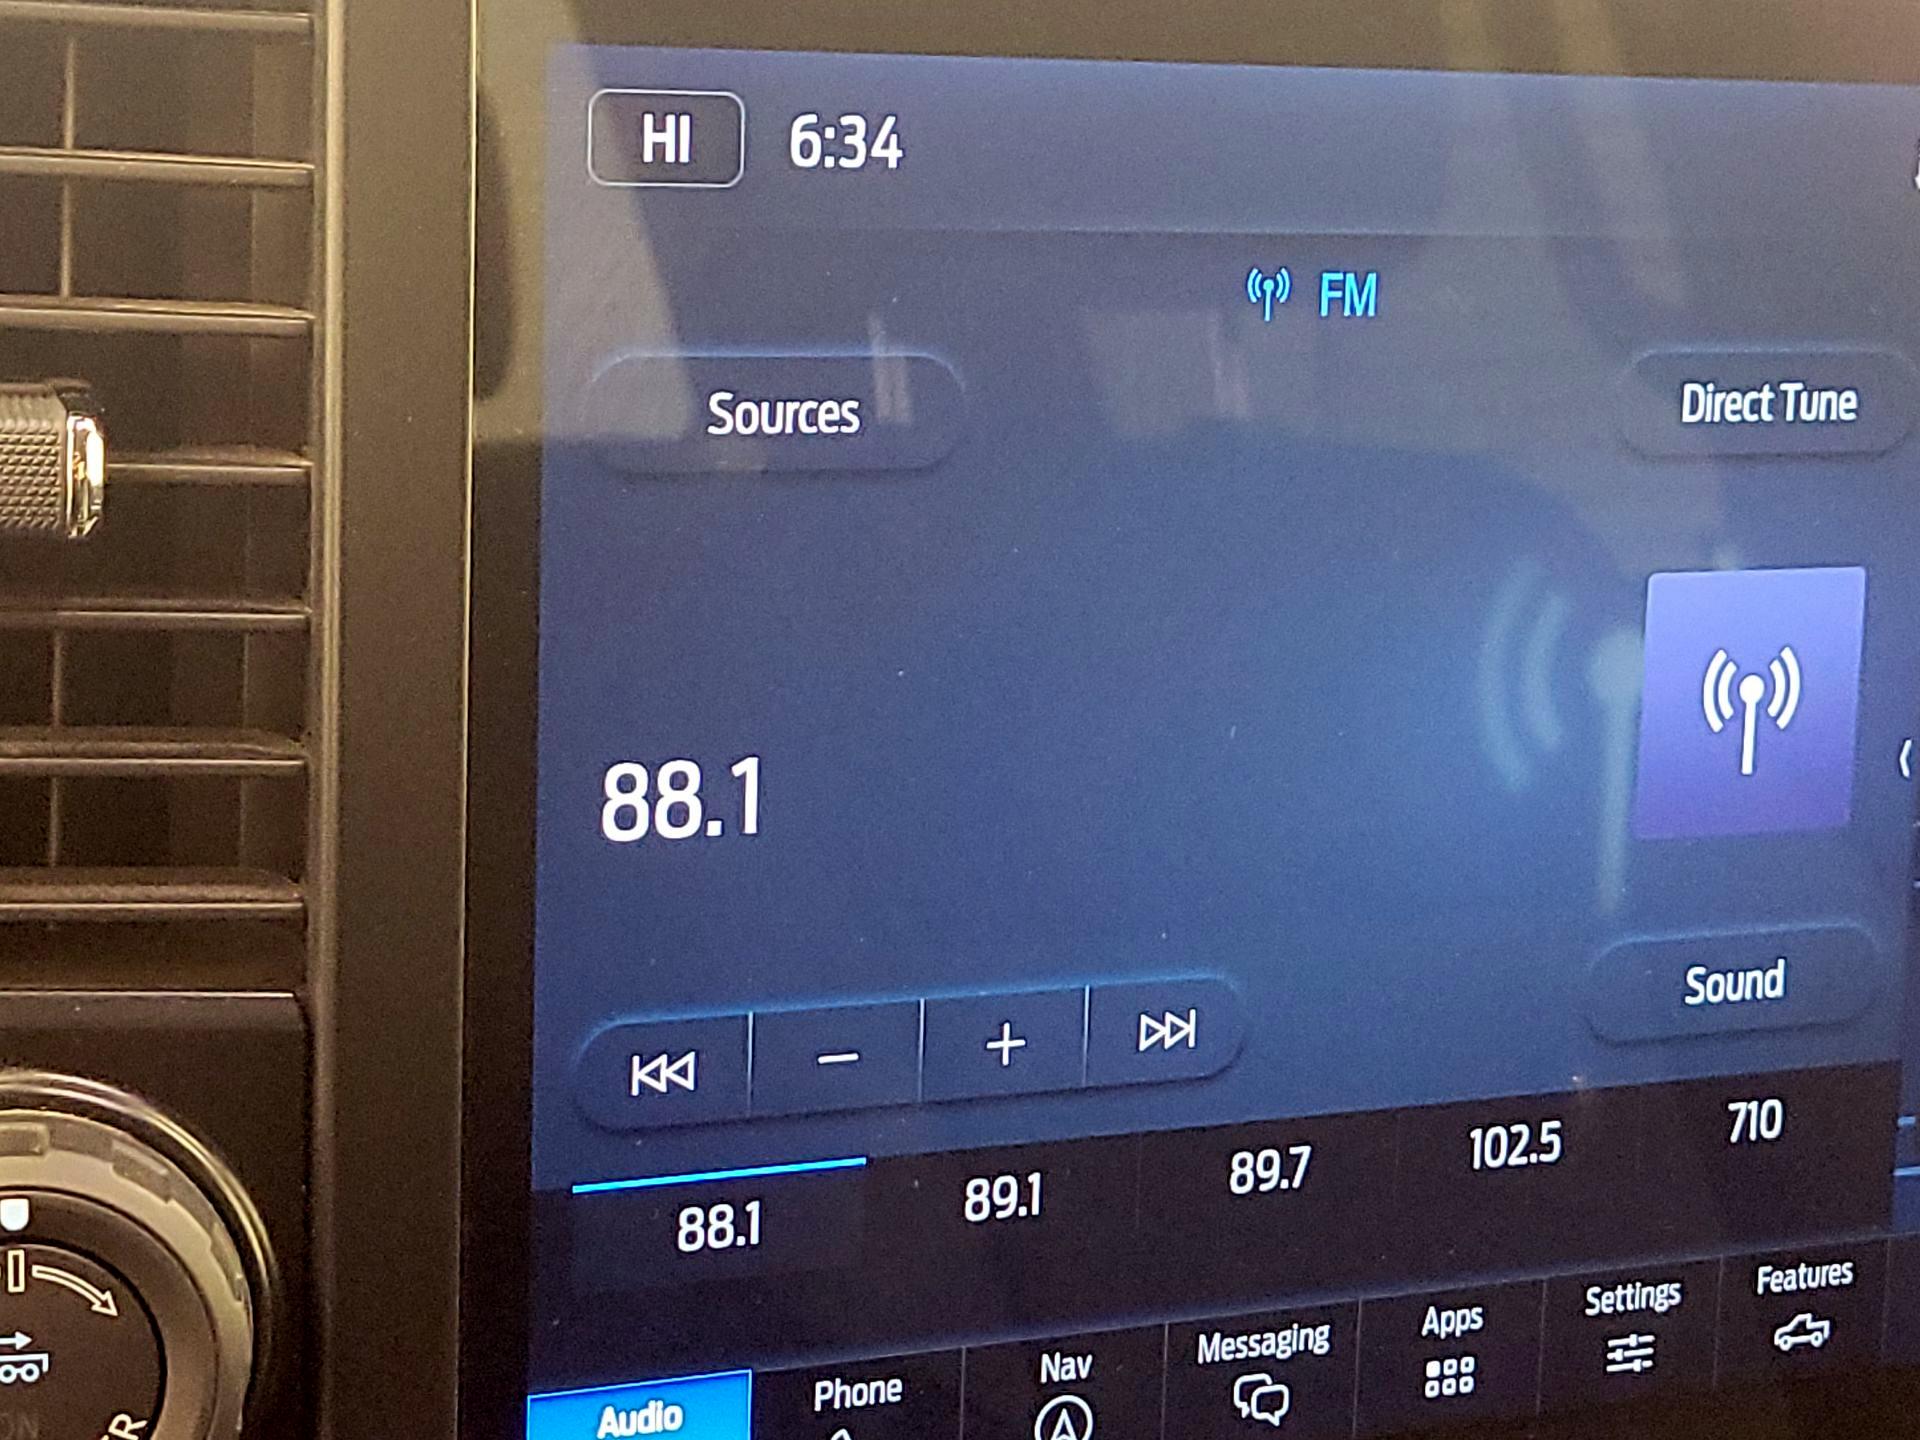 HI 6:34
FM
Sources
Direct Tune
88.1
Sound
88.1 89.1 89.7 102.5 710
Audio Phone Nav Messaging Apps Settings Features